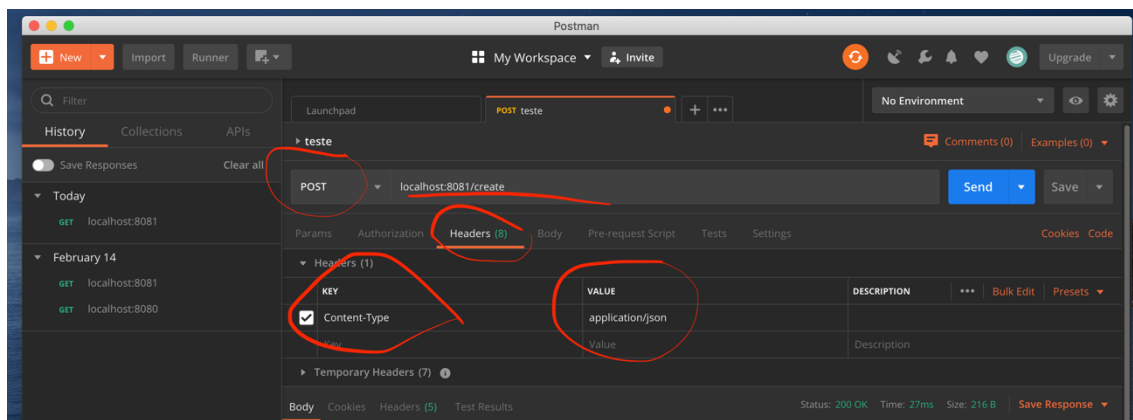 Postman
New Import Runner My Workspace Invite Upgrade
Filter
History Collections APIs
Save Responses Clear all
Today
GET localhost:8081
February 14
GET localhost:8081
GET localhost:8080
Launchpad POST teste No Environment
teste Comments (0) Examples (0)
POST localhost:8081/create Send Save
Params Authorization Headers (8) Body Pre-request Script Tests Settings Cookies Code
Headers (1)
KEY VALUE DESCRIPTION Bulk Edit Presets
Content-Type application/json
Key Value Description
Temporary Headers (7)
Body Cookies Headers (5) Test Results Status: 200 OK Time: 27ms Size: 216 B Save Response